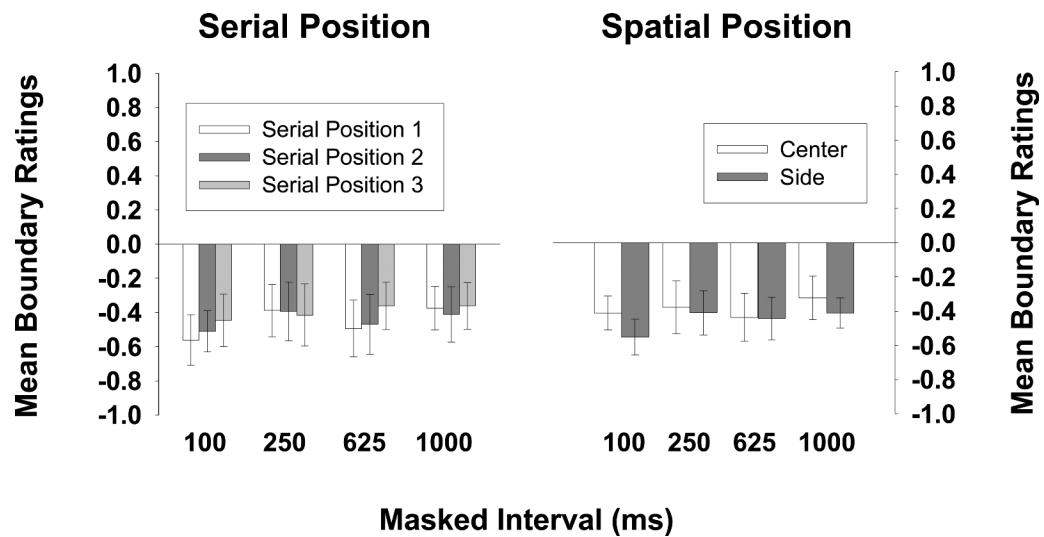 Serial Position
Spatial Position
Mean Boundary Ratings
1.0
0.8
0.6
0.4
0.2
0.0
-0.2
-0.4
-0.6
-0.8
-1.0
Serial Position 1
Serial Position 2
Serial Position 3
100 250 625 1000
Center
Side
1.0
0.8
0.6
0.4
0.2
0.0
-0.2
-0.4
-0.6
-0.8
-1.0
Mean Boundary Ratings
100 250 625 1000
Masked Interval (ms)